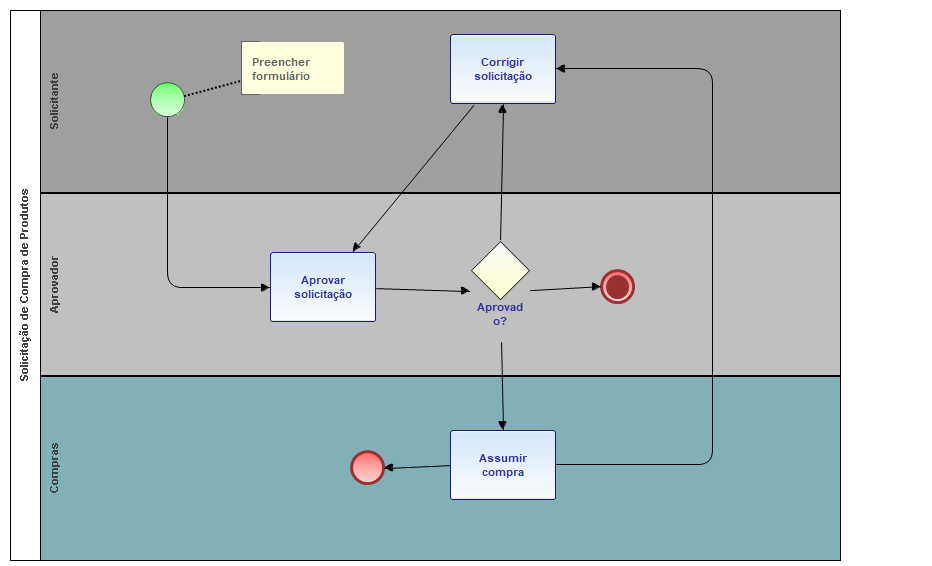 Solicitação de Compra de Produtos
Solicitante
Preencher
formulário
Corrigir
solicitação
Aprovador
Aprovar
solicitação
Aprovad
o?
Compras
Assumir
compra